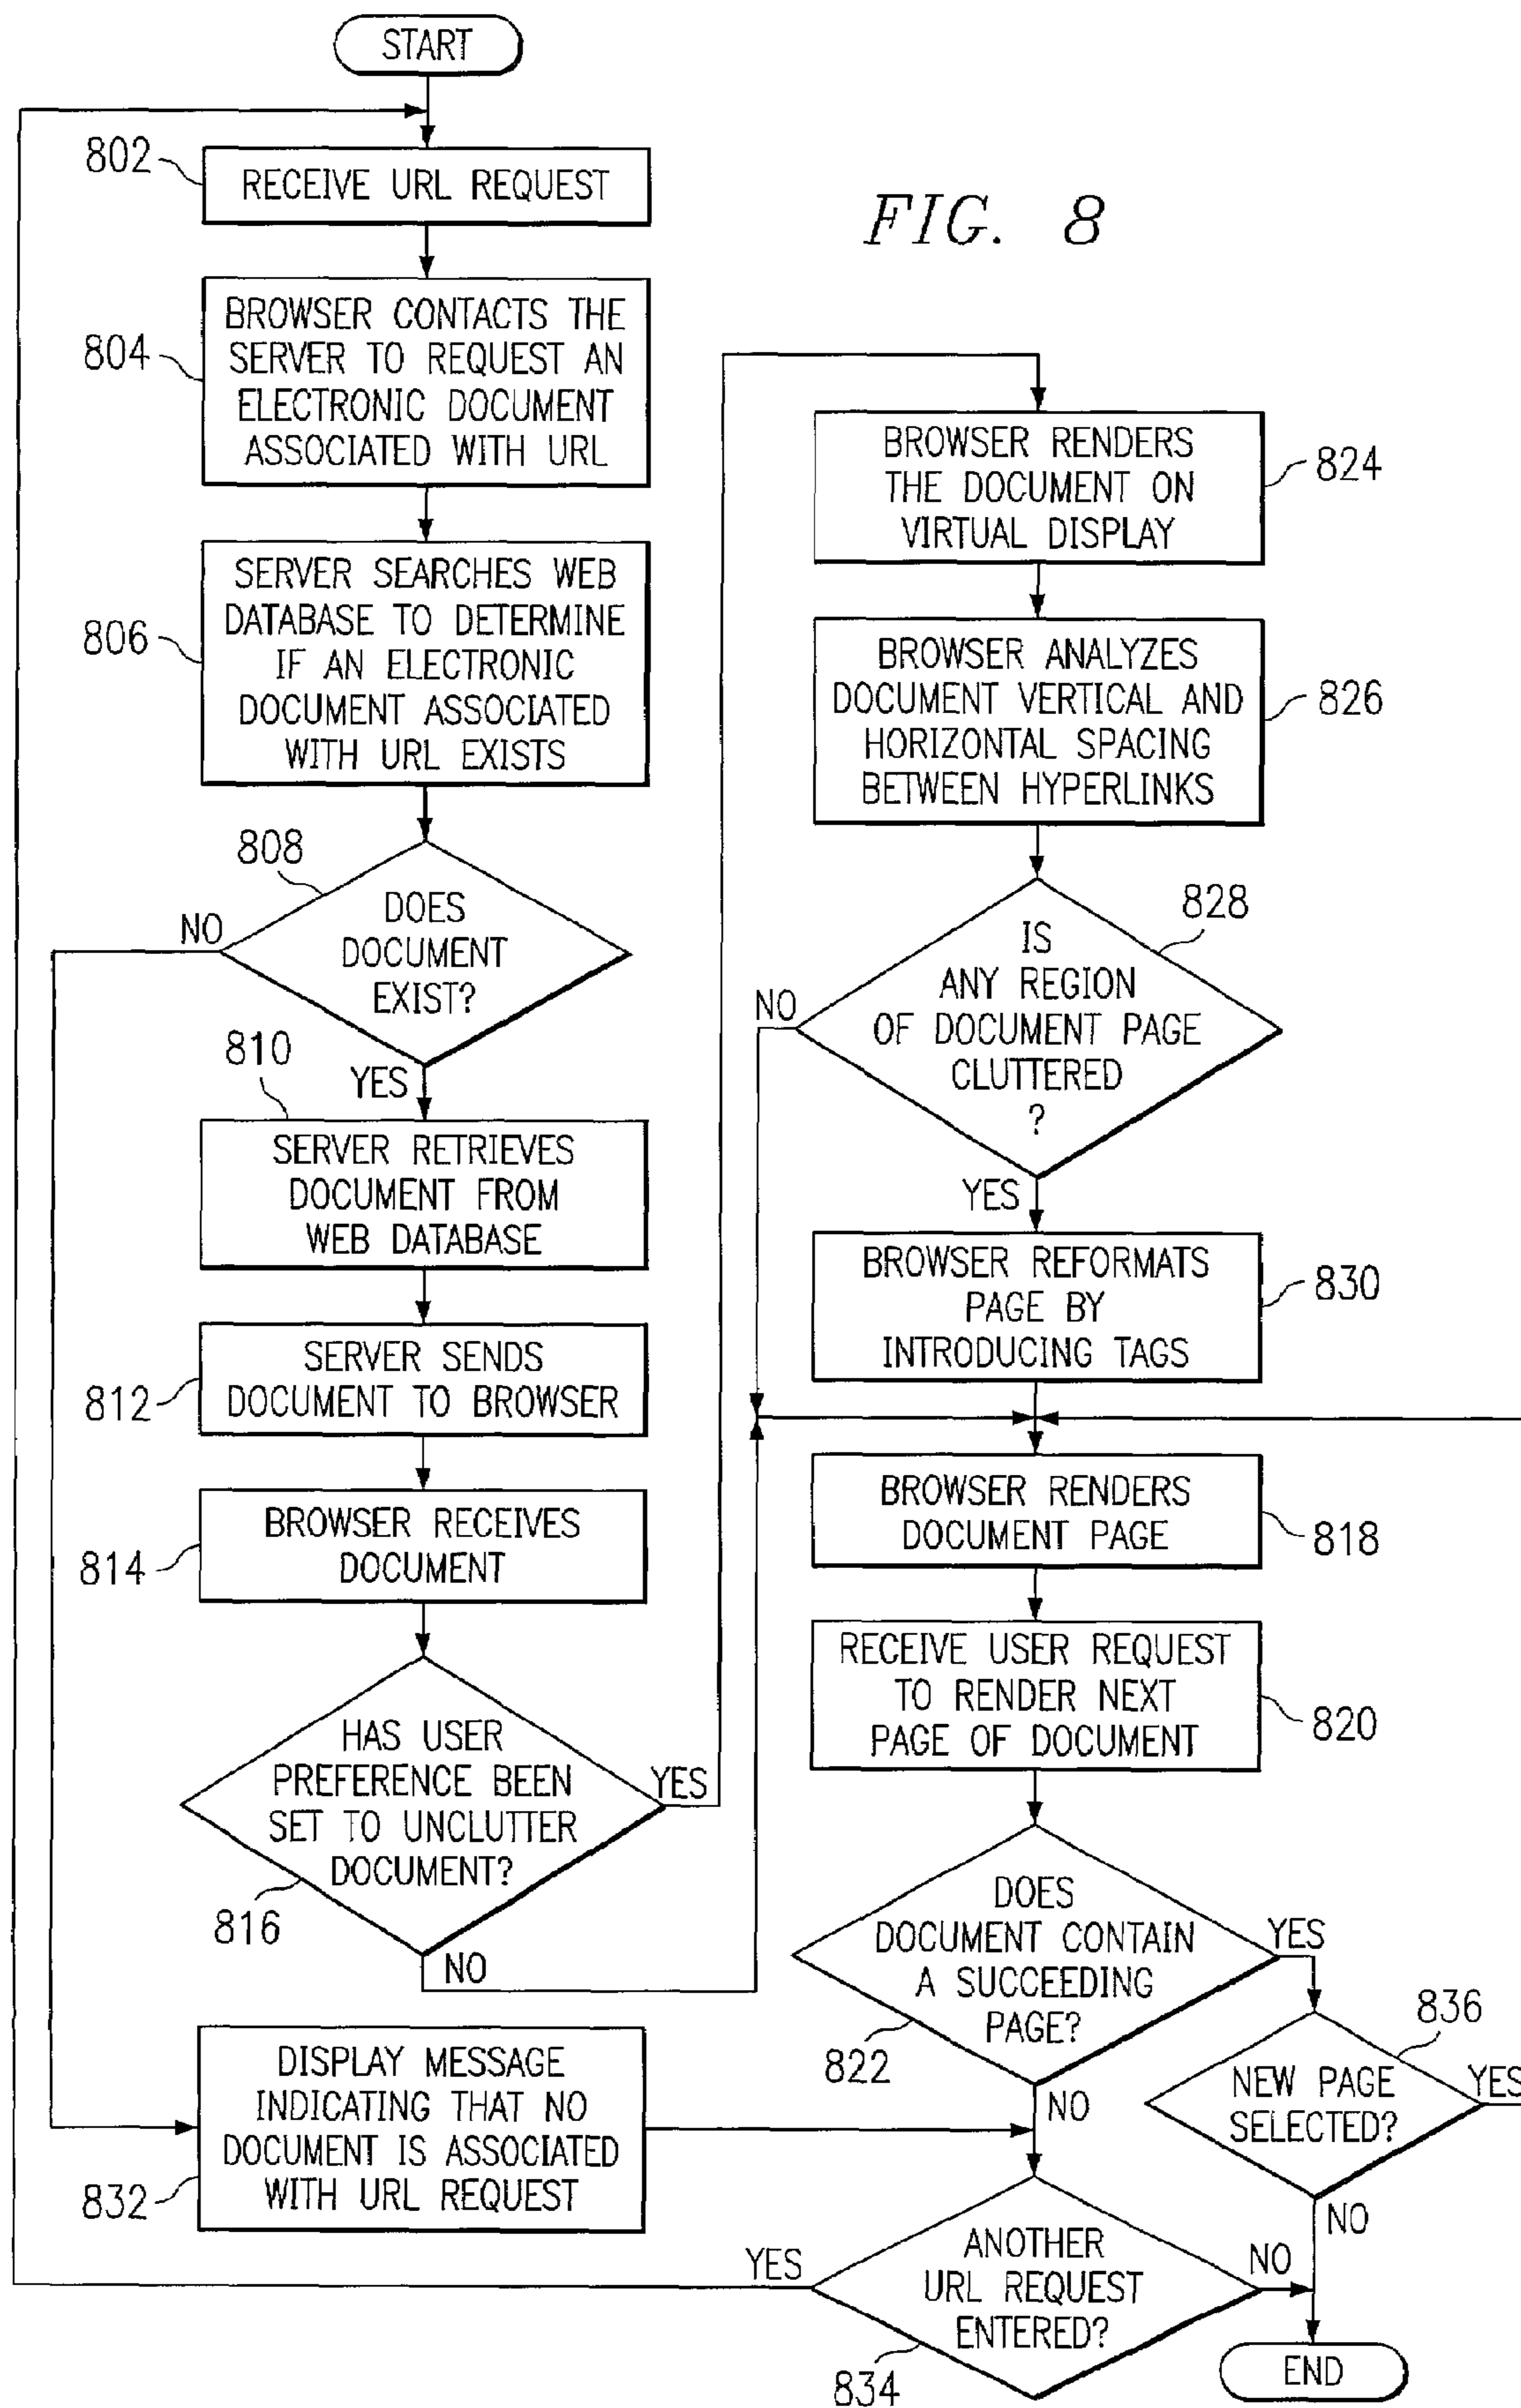 START
802
RECEIVE URL REQUEST
FIG. 8
804
BROWSER CONTACTS THE
SERVER TO REQUEST AN
ELECTRONIC DOCUMENT
ASSOCIATED WITH URL
806
SERVER SEARCHES WEB
DATABASE TO DETERMINE
IF AN ELECTRONIC
DOCUMENT ASSOCIATED
WITH URL EXISTS
808
NO
DOES
DOCUMENT
EXIST?
810
YES
SERVER RETRIEVES
DOCUMENT FROM
WEB DATABASE
812
SERVER SENDS
DOCUMENT TO BROWSER
814
BROWSER RECEIVES
DOCUMENT
HAS USER
PREFERENCE BEEN
SET TO UNCLUTTER
DOCUMENT?
YES
816
NO
832
DISPLAY MESSAGE
INDICATING THAT NO
DOCUMENT IS ASSOCIATED
WITH URL REQUEST
BROWSER RENDERS
THE DOCUMENT ON
VIRTUAL DISPLAY
824
BROWSER ANALYZES
DOCUMENT VERTICAL AND
HORIZONTAL SPACING
BETWEEN HYPERLINKS
826
828
NO
IS
ANY REGION
OF DOCUMENT PAGE
CLUTTERED
?
YES
BROWSER REFORMATS
PAGE BY
INTRODUCING TAGS
830
BROWSER RENDERS
DOCUMENT PAGE
818
RECEIVE USER REQUEST
TO RENDER NEXT
PAGE OF DOCUMENT
820
DOES
DOCUMENT CONTAIN
A SUCCEEDING
PAGE?
YES
822
NO
836
NEW PAGE
SELECTED?
YES
NO
YES
ANOTHER
URL REQUEST
ENTERED?
NO
834
END